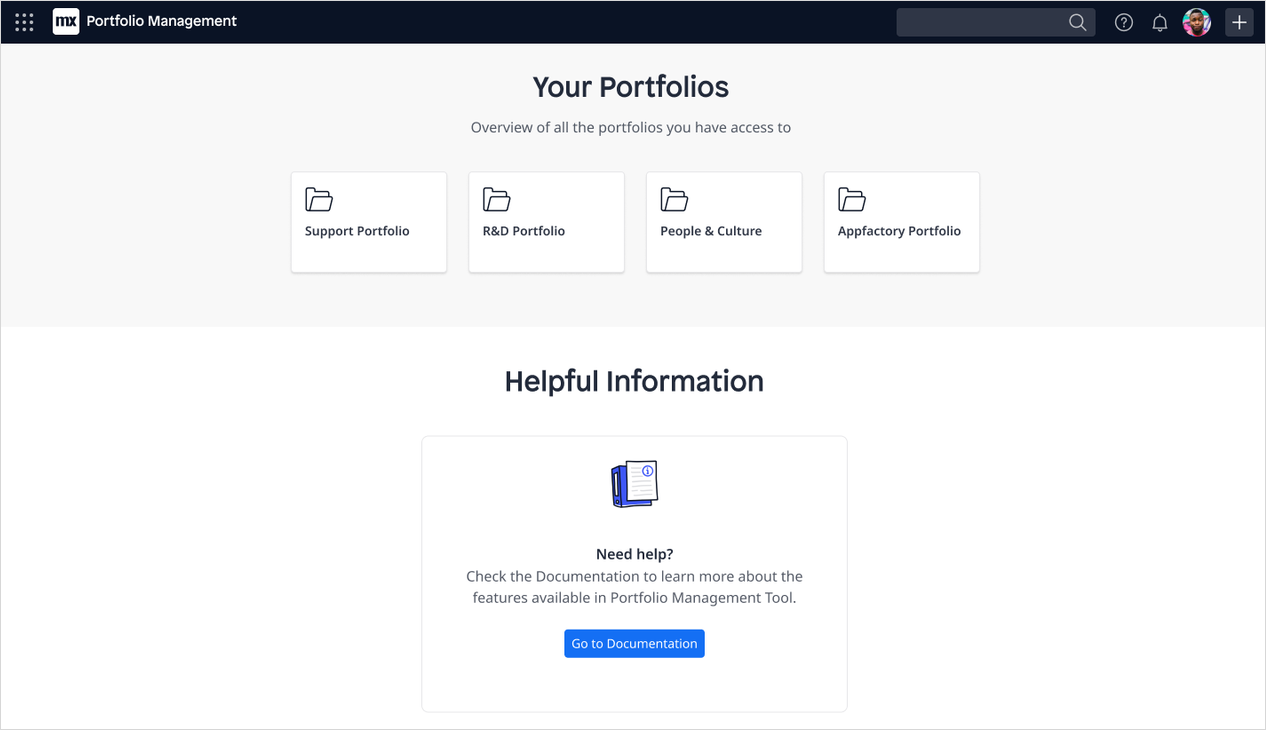 mx Portfolio Management
Your Portfolios
Overview of all the portfolios you have access to
Support Portfolio
R&D Portfolio
People & Culture
Appfactory Portfolio
Helpful Information
Need help?
Check the Documentation to learn more about the
features available in Portfolio Management Tool.
Go to Documentation